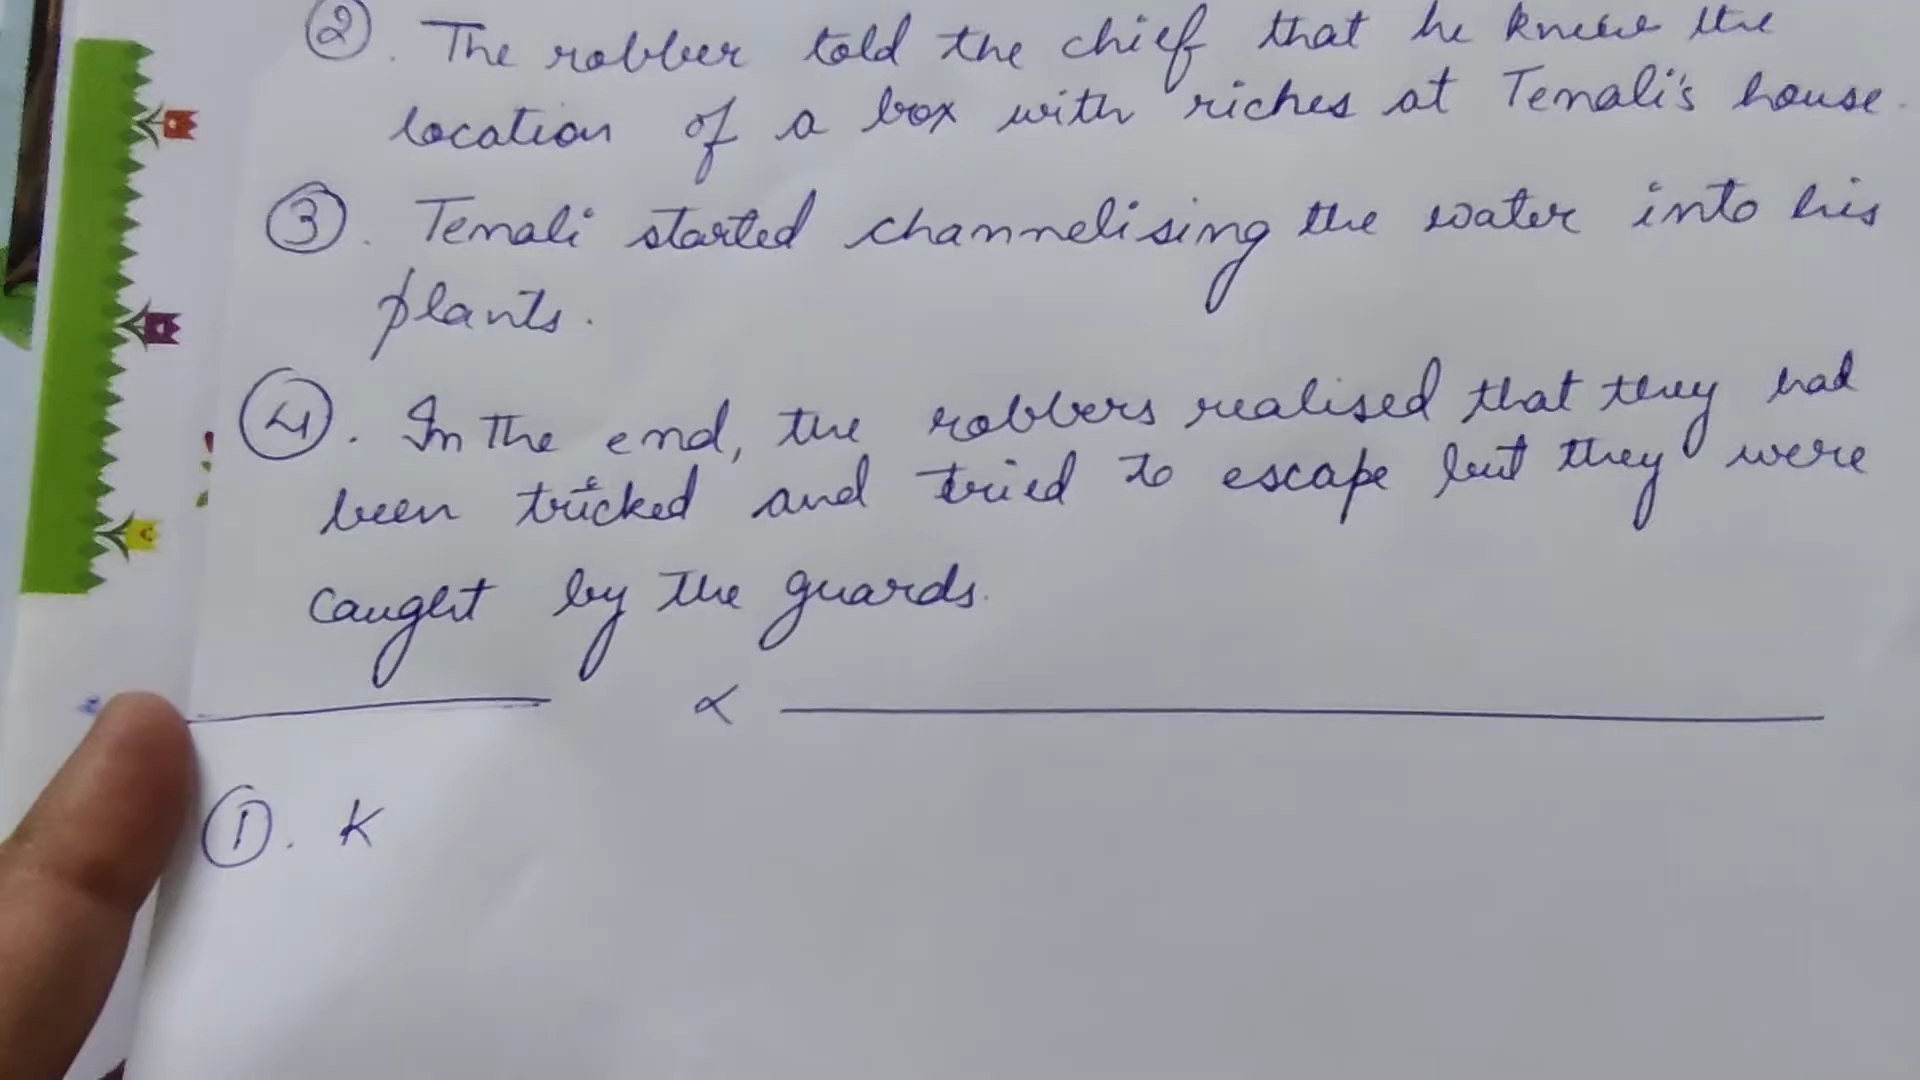 ②. The robber told the chief that he knew the
location of a box with riches at Tenali's house.
③. Tenali started channelising the water into his
plants.
④. In the end, the robbers realised that they had
been tricked and tried to escape but they were
caught by the guards.
①. K